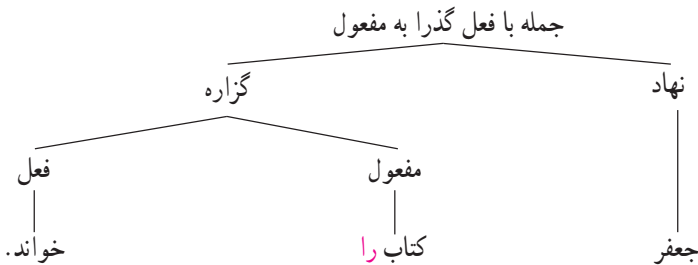 جمله با فعل گذرا به مفعول
نهاد گزاره
مفعول فعل
جعفر کتاب را خواند.